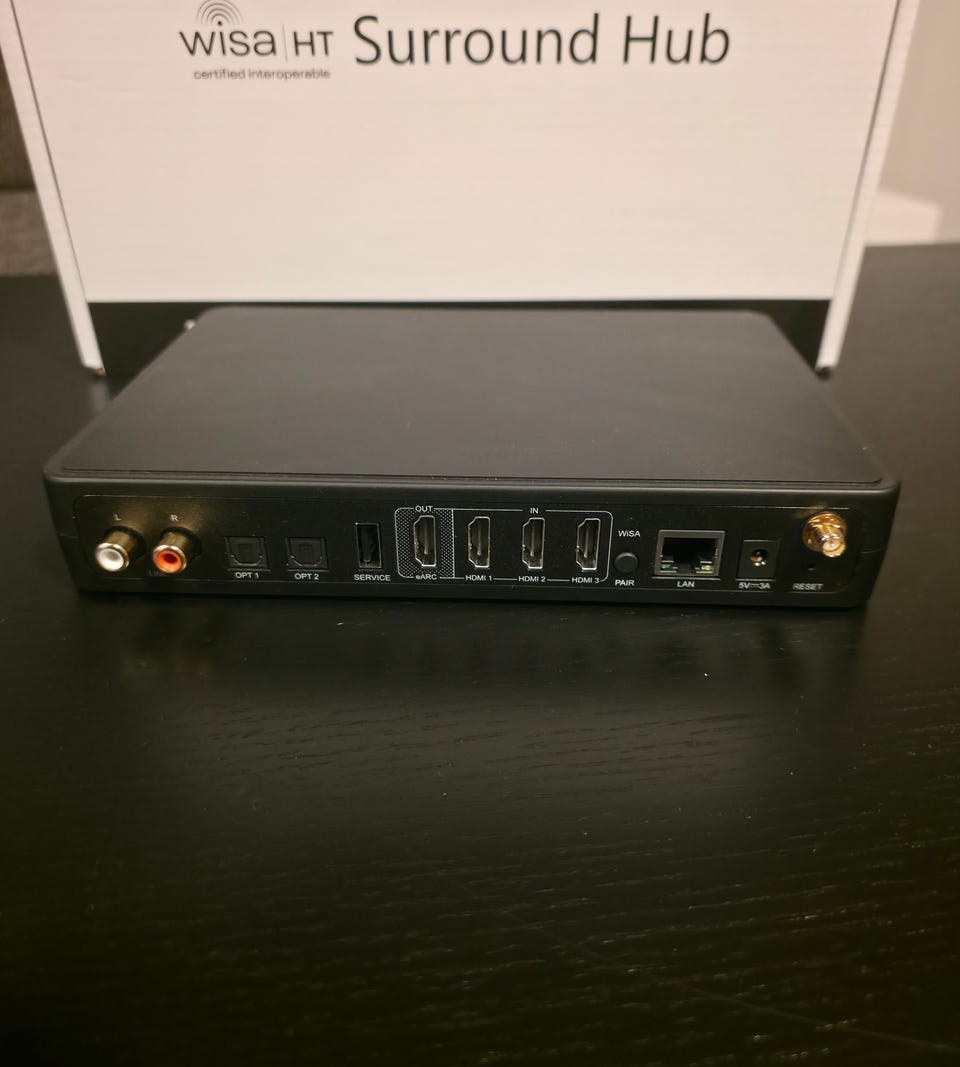 wisa HT Surround Hub
certified interoperable
L R
OUT IN
WiSA
LINE
OPT 1 OPT 2 SERVICE eARC HDMI 1 HDMI 2 HDMI 3 PAIR LAN 5V⎓3A RESET